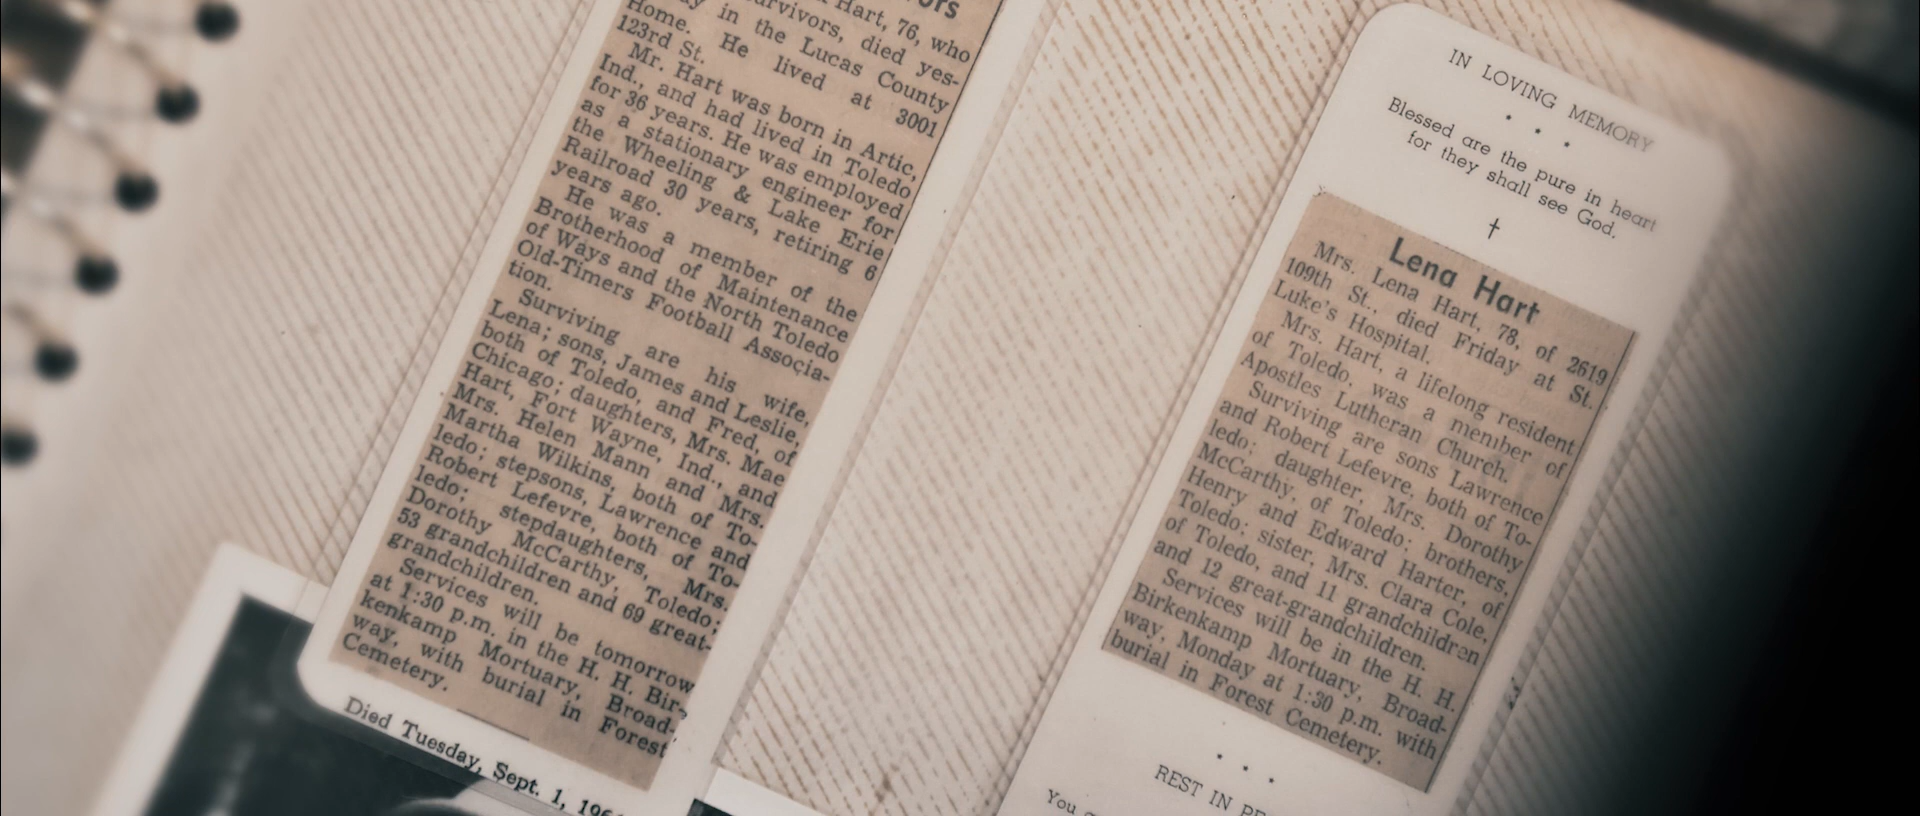 Hart, 76, who
survivors, died yes-
in the Lucas County
Home. He lived at 3001
123rd St.
Mr. Hart was born in Artic,
Ind., and had lived in Toledo
for 36 years. He was employed
as a stationary engineer for
the Wheeling & Lake Erie
Railroad 30 years, retiring 6
years ago.
He was a member of the
Brotherhood of Maintenance
of Ways and the North Toledo
Old-Timers Football Associa-
tion.
Surviving are his wife,
Lena; sons, James and Leslie,
both of Toledo, and Fred, of
Chicago; daughters, Mrs. Mae
Hart, Fort Wayne, Ind., and
Mrs. Helen Mann and Mrs.
Martha Wilkins, both of To-
ledo; stepsons, Lawrence and
Robert Lefevre, both of To-
ledo; stepdaughters, Mrs.
Dorothy McCarthy, Toledo;
53 grandchildren and 69 great-
grandchildren.
Services will be tomorrow
at 1:30 p.m. in the H. H. Bir-
kenkamp Mortuary, Broad-
way, with burial in Forest
Cemetery.
Died Tuesday, Sept. 1,
IN LOVING MEMORY
Blessed are the pure in heart
for they shall see God.
Lena Hart
Mrs. Lena Hart, 78, of 2619
109th St., died Friday at St.
Luke's Hospital.
Mrs. Hart, a lifelong resident
of Toledo, was a member of
Apostles Lutheran Church.
Surviving are sons Lawrence
and Robert Lefevre, both of To-
ledo; daughter, Mrs. Dorothy
McCarthy, of Toledo; brothers,
Henry and Edward Harter, of
Toledo; sister, Mrs. Clara Cole,
of Toledo, and 11 grandchildren
and 12 great-grandchildren.
Services will be in the H. H.
Birkenkamp Mortuary, Broad-
way, Monday at 1:30 p.m. with
burial in Forest Cemetery.
REST IN
You